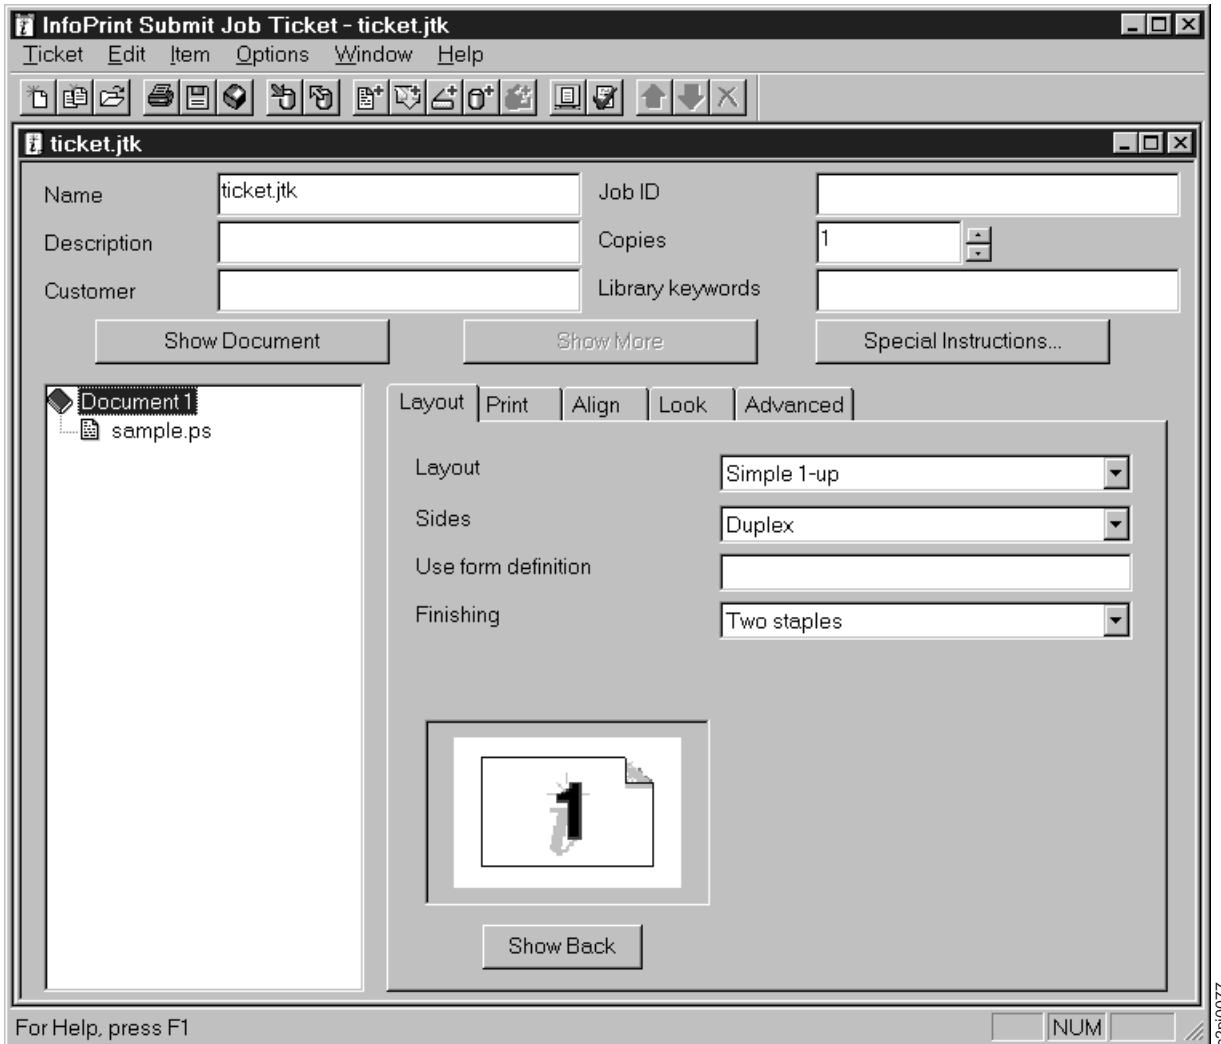 InfoPrint Submit Job Ticket - ticket.jtk
Ticket Edit Item Options Window Help
ticket.jtk
Name ticket.jtk Job ID
Description Copies 1
Customer Library keywords
Show Document Show More Special Instructions...
Document 1 Layout Print Align Look Advanced
sample.ps
Layout Simple 1-up
Sides Duplex
Use form definition
Finishing Two staples
1
Show Back
For Help, press F1 NUM